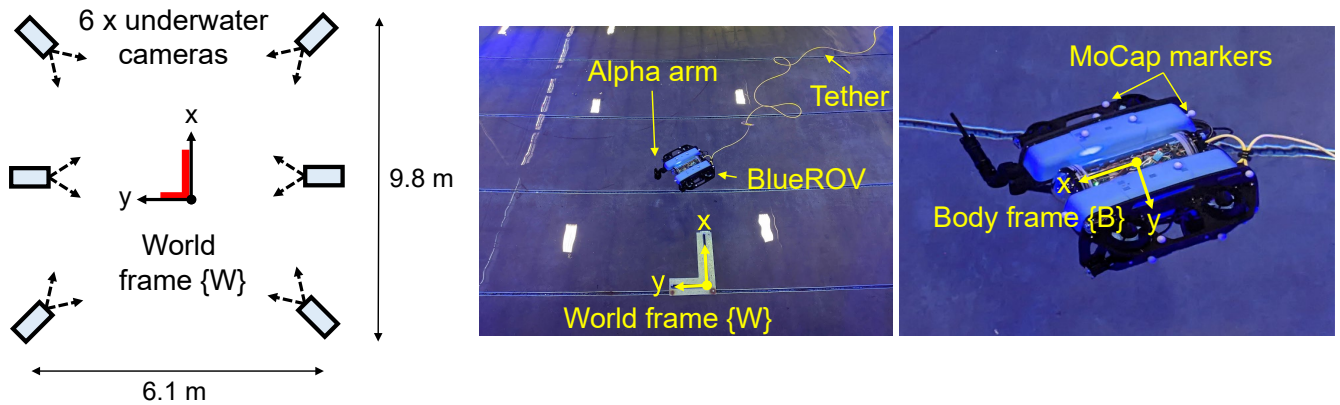 6 x underwater
cameras
x
y
9.8 m
World
frame {W}
6.1 m
Alpha arm
Tether
BlueROV
x
y
World frame {W}
MoCap markers
x
Body frame {B}
y